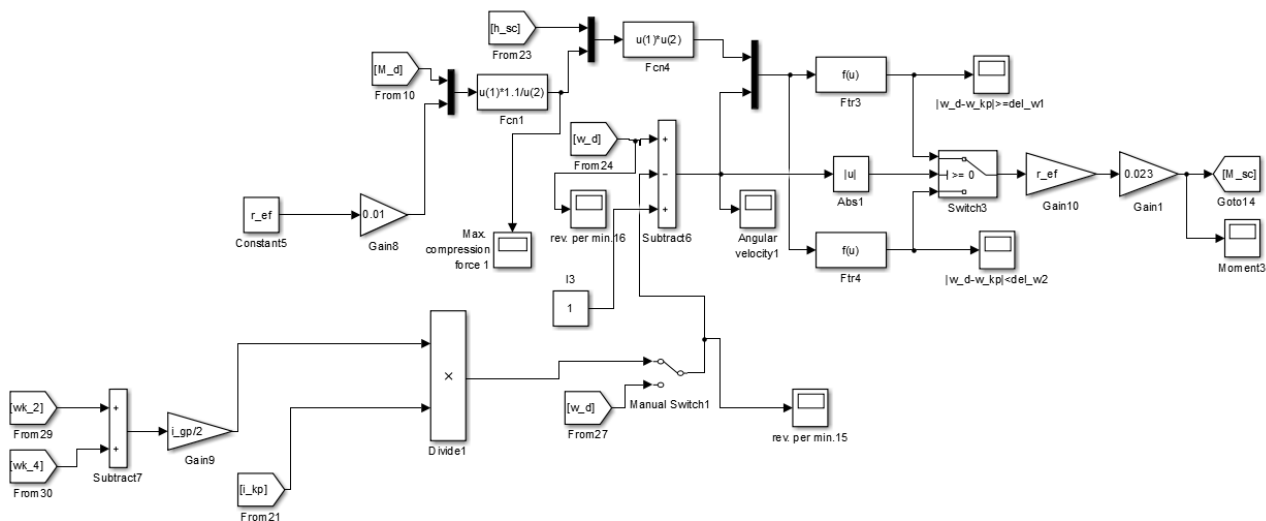 [h_sc]
From23
u(1)*u(2)
Fcn4
[M_d]
From10
u(1)*1.1/u(2)
Fcn1
f(u)
Ftr3
|w_d-w_kp|>=del_w1
[w_d]
From24
+
−
+
Subtract6
rev. per min.16
|u|
Abs1
>= 0
Switch3
r_ef
Gain10
0.023
Gain1
[M_sc]
Goto14
Moment3
r_ef
Constant5
0.01
Gain8
Max.
compression
force 1
Angular
velocity1
f(u)
Ftr4
|w_d-w_kp|<del_w2
I3
1
×
Divide1
Manual Switch1
[w_d]
From27
rev. per min.15
[wk_2]
From29
[wk_4]
From30
+
+
Subtract7
i_gp/2
Gain9
[i_kp]
From21